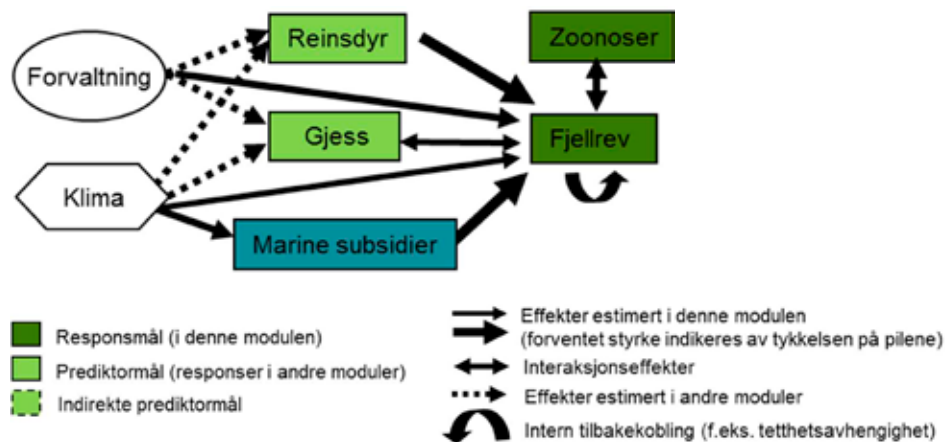 Reinsdyr
Zoonoser
Forvaltning
Gjess
Fjellrev
Klima
Marine subsidier
Responsmål (i denne modulen)
Prediktormål (responser i andre moduler)
Indirekte prediktormål
Effekter estimert i denne modulen
(forventet styrke indikeres av tykkelsen på pilene)
Interaksjonseffekter
Effekter estimert i andre moduler
Intern tilbakekobling (f.eks. tetthetsavhengighet)